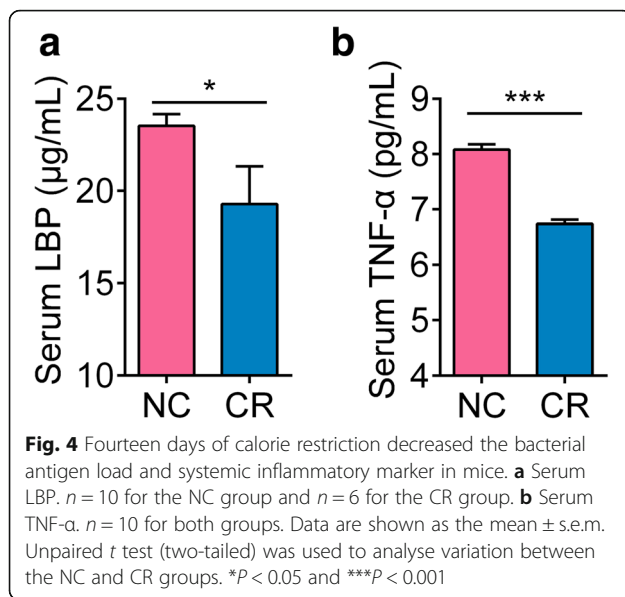 a
b
*
***
25
20
15
10
Serum LBP (μg/mL)
NC
CR
9
8
7
6
5
4
Serum TNF-α (pg/mL)
NC
CR
Fig. 4 Fourteen days of calorie restriction decreased the bacterial
antigen load and systemic inflammatory marker in mice. a Serum
LBP. n = 10 for the NC group and n = 6 for the CR group. b Serum
TNF-α. n = 10 for both groups. Data are shown as the mean ± s.e.m.
Unpaired t test (two-tailed) was used to analyse variation between
the NC and CR groups. *P < 0.05 and ***P < 0.001